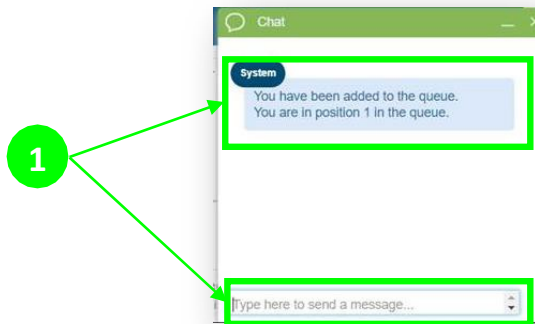 Chat
System
You have been added to the queue.
You are in position 1 in the queue.
1
Type here to send a message...